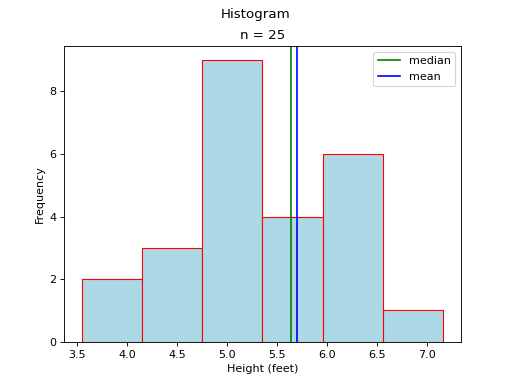 Histogram
n = 25
median
mean
Frequency
8
6
4
2
0
3.5 4.0 4.5 5.0 5.5 6.0 6.5 7.0
Height (feet)